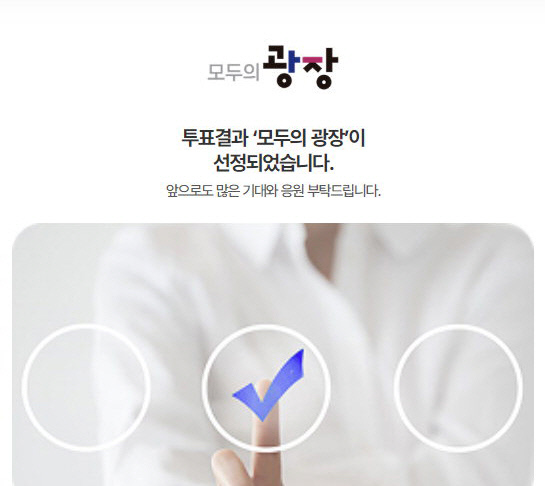 모두의 광장
투표결과 ‘모두의 광장’이
선정되었습니다.
앞으로도 많은 기대와 응원 부탁드립니다.